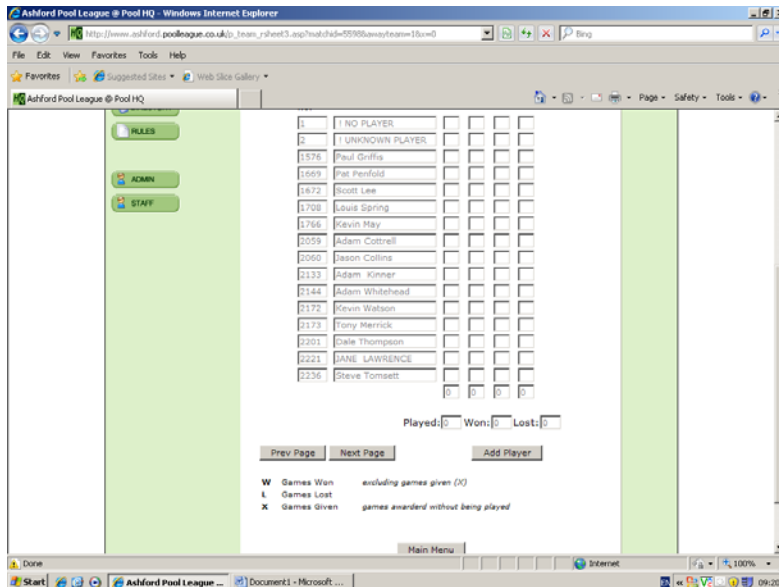 Ashford Pool League @ Pool HQ - Windows Internet Explorer
http://www.ashford.poolleague.co.uk/p_team_rsheet3.asp?matchid=5598&awayteam=1&x=0
Bing
File Edit View Favorites Tools Help
Favorites Suggested Sites Web Slice Gallery
Ashford Pool League @ Pool HQ
Page Safety Tools
RULES
ADMIN
STAFF
1 ! NO PLAYER
2 ! UNKNOWN PLAYER
1576 Paul Griffis
1669 Pat Penfold
1672 Scott Lee
1708 Louis Spring
1766 Kevin May
2059 Adam Cottrell
2060 Jason Collins
2133 Adam Kinner
2144 Adam Whitehead
2172 Kevin Watson
2173 Tony Merrick
2201 Dale Thompson
2221 JANE LAWRENCE
2236 Steve Tomsett
0 0 0 0
Played: 0 Won: 0 Lost: 0
Prev Page Next Page Add Player
W Games Won excluding games given (X)
L Games Lost
X Games Given games awarderd without being played
Main Menu
Done Internet 100%
Start Ashford Pool League ... Document1 - Microsoft ... 09:20